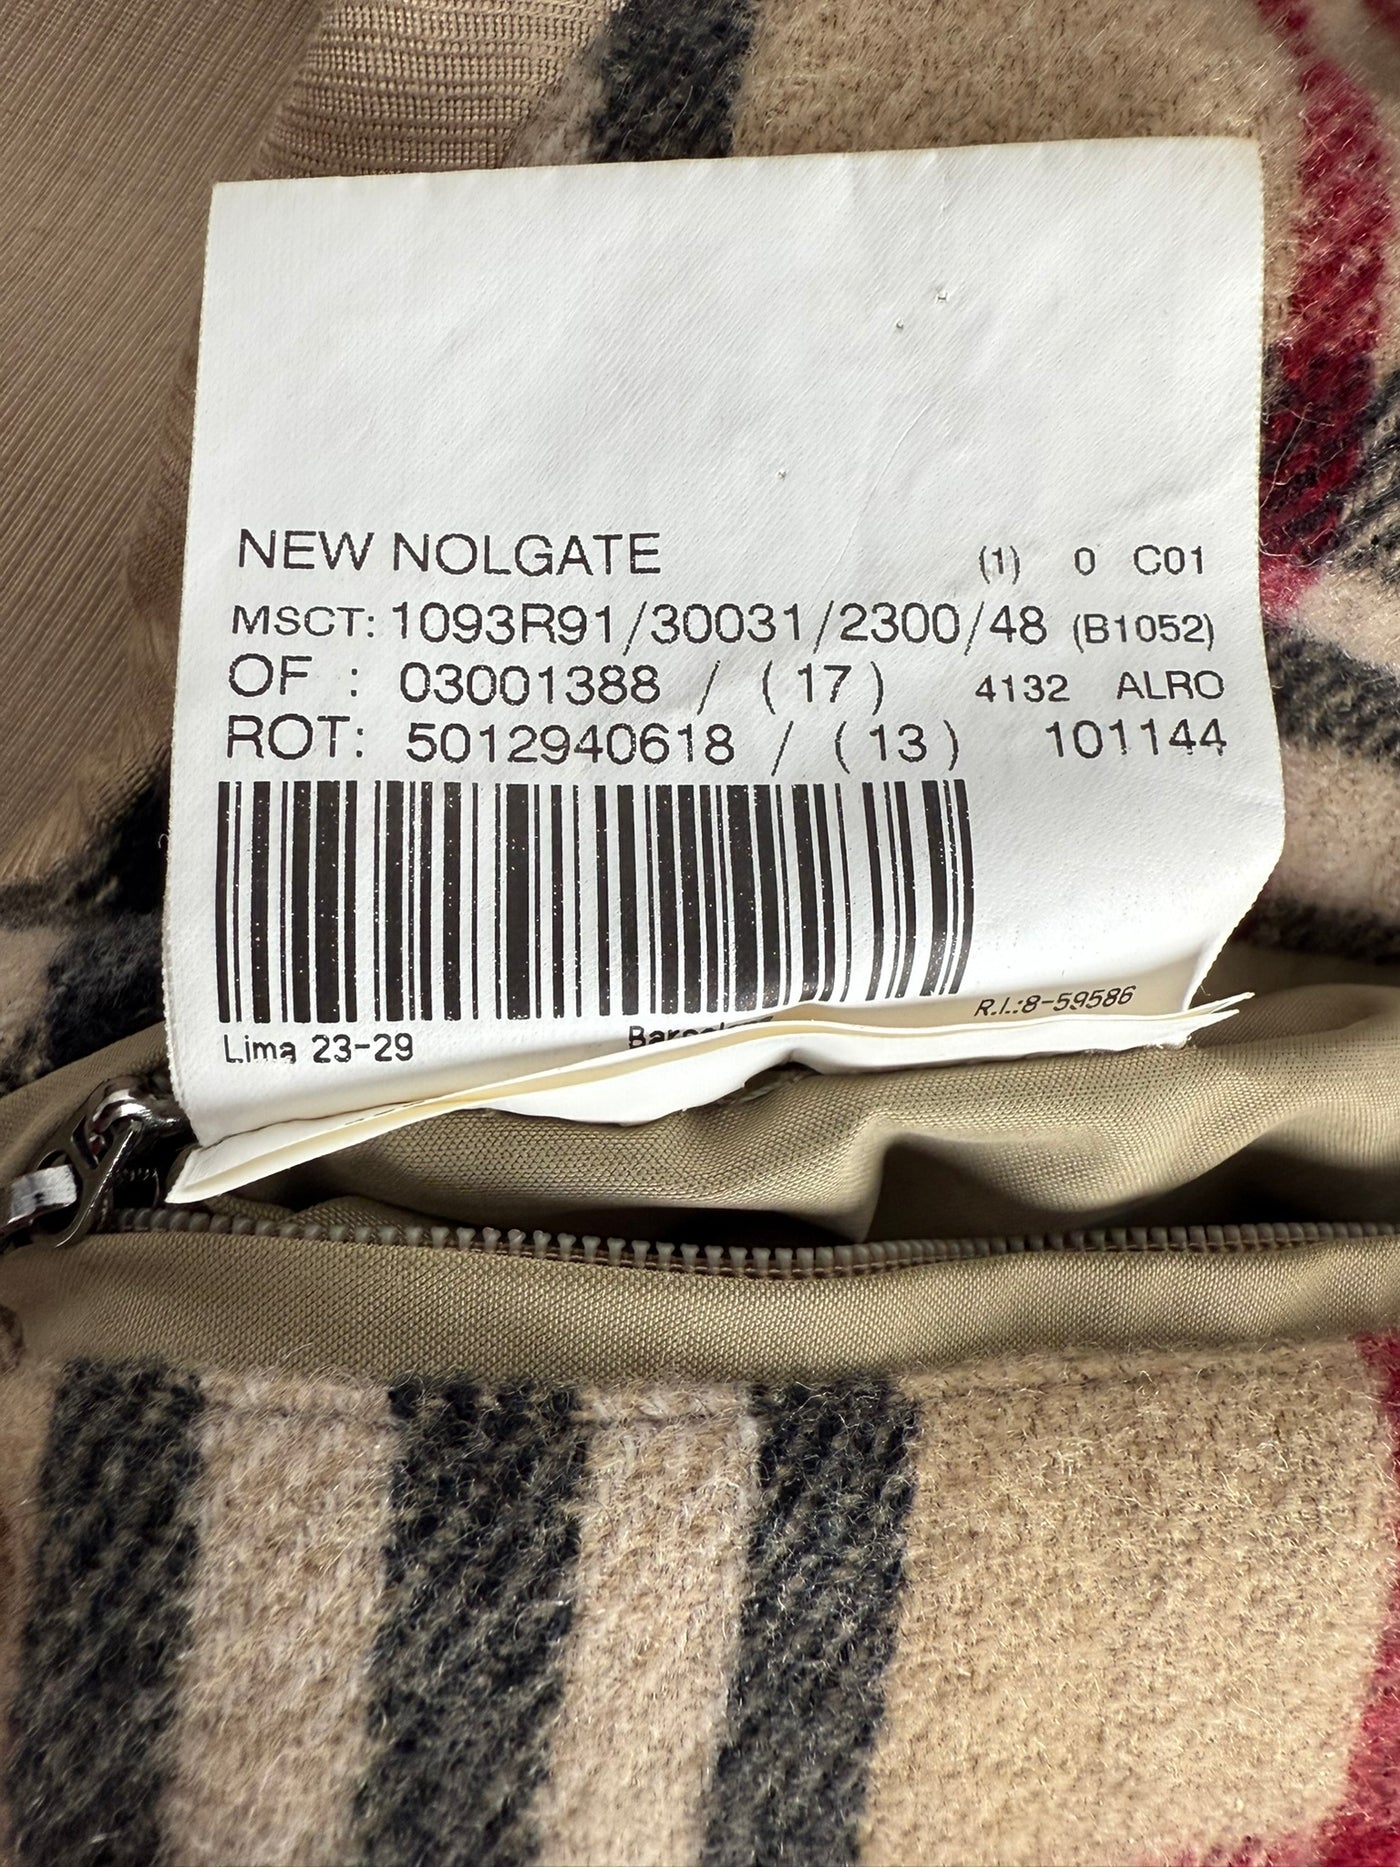 NEW NOLGATE (1) 0 C01
MSCT: 1093R91/30031/2300/48 (B1052)
OF : 03001388 / (17) 4132 ALRO
ROT: 5012940618 / (13) 101144
Lima 23-29 R.I.:8-59586